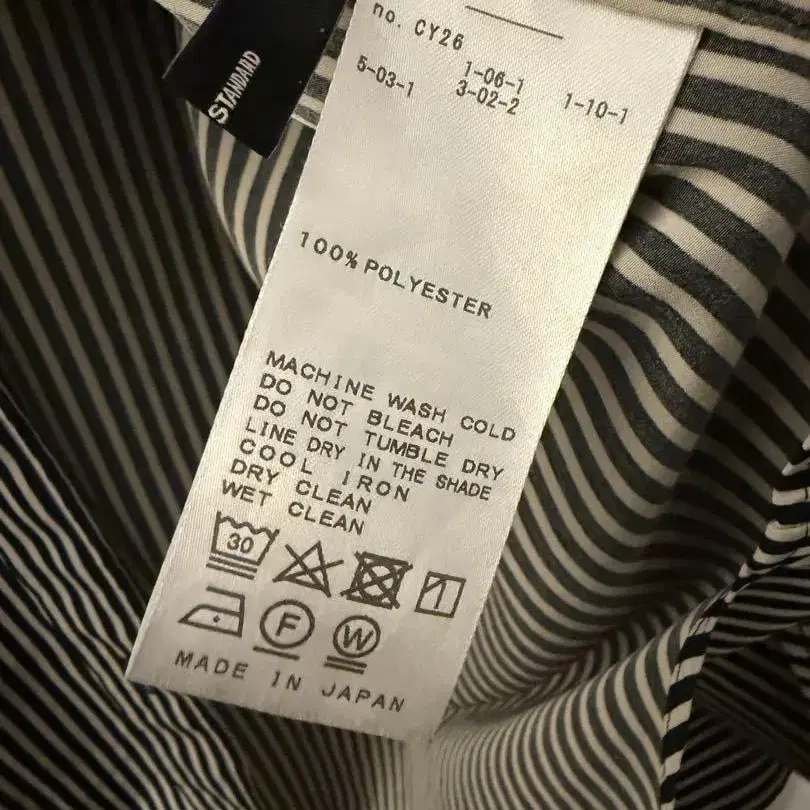 STANDARD
no. CY26
5-03-1 1-06-1 1-10-1
3-02-2
100% POLYESTER
MACHINE WASH COLD
DO NOT BLEACH
DO NOT TUMBLE DRY
LINE DRY IN THE SHADE
COOL IRON
DRY CLEAN
WET CLEAN
30
F W
MADE IN JAPAN